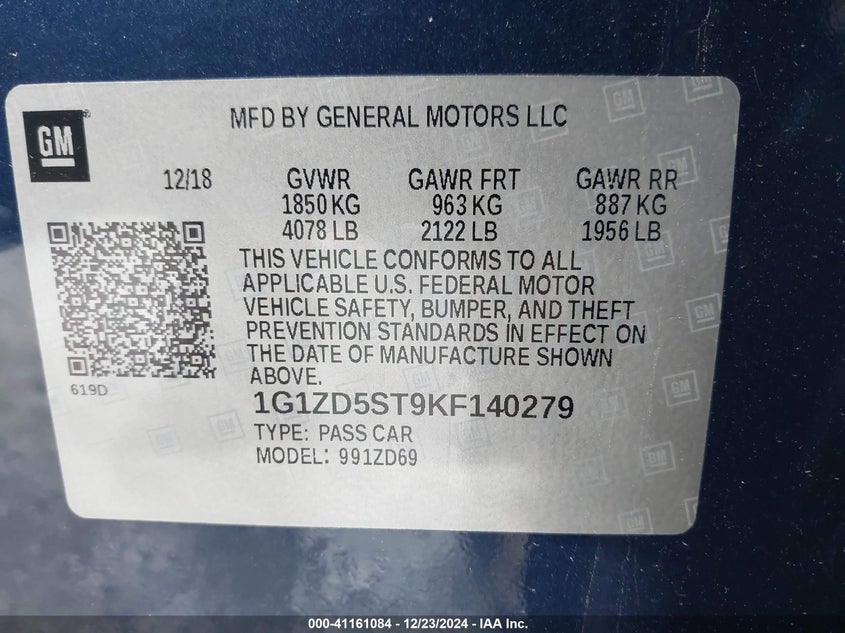 GM
MFD BY GENERAL MOTORS LLC
12/18 GVWR GAWR FRT GAWR RR
1850 KG 963 KG 887 KG
4078 LB 2122 LB 1956 LB
THIS VEHICLE CONFORMS TO ALL
APPLICABLE U.S. FEDERAL MOTOR
VEHICLE SAFETY, BUMPER, AND THEFT
PREVENTION STANDARDS IN EFFECT ON
THE DATE OF MANUFACTURE SHOWN
ABOVE.
619D
1G1ZD5ST9KF140279
TYPE: PASS CAR
MODEL: 991ZD69
000-41161084 - 12/23/2024 - IAA Inc.